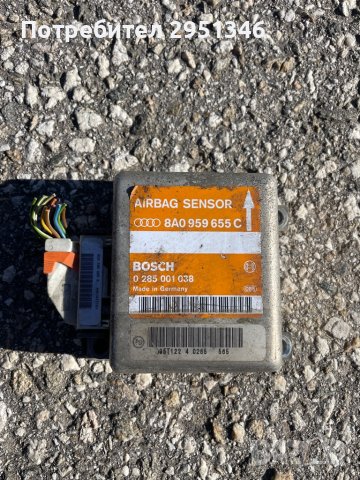 Потребител 2951346
AIRBAG SENSOR
8A0 959 655 C
BOSCH
0 285 001 038
Made in Germany